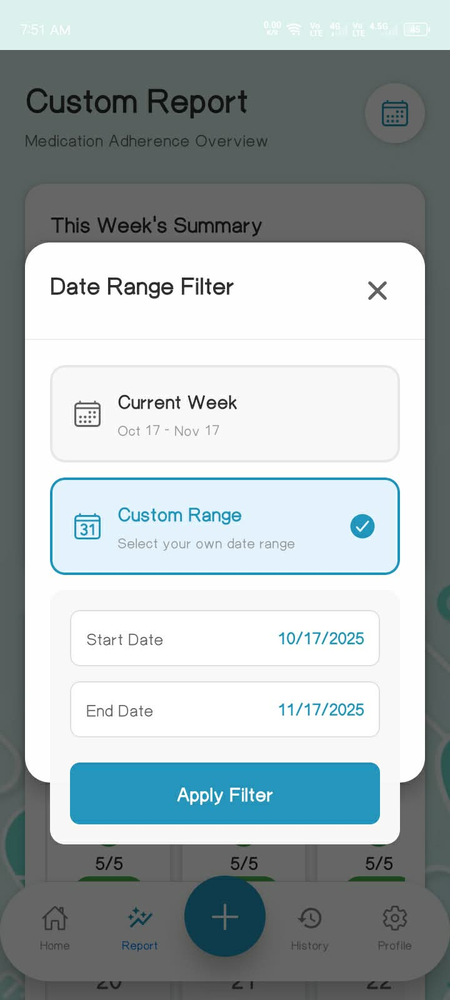 7:51 AM
0.00 K/S Vo LTE 4G Vo LTE 4.5G 45
Custom Report
Medication Adherence Overview
This Week's Summary
Date Range Filter
Current Week
Oct 17 - Nov 17
31
Custom Range
Select your own date range
Start Date 10/17/2025
End Date 11/17/2025
Apply Filter
5/5 5/5 5/5
Home Report History Profile
20 21 22